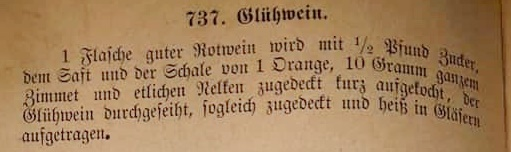 737. Glühwein.
1 Flasche guter Rotwein wird mit 1/2 Pfund Zucker,
dem Saft und der Schale von 1 Orange, 10 Gramm ganzem
Zimmet und etlichen Nelken zugedeckt kurz aufgekocht, der
Glühwein durchgeseiht, sogleich zugedeckt und heiß in Gläsern
aufgetragen.